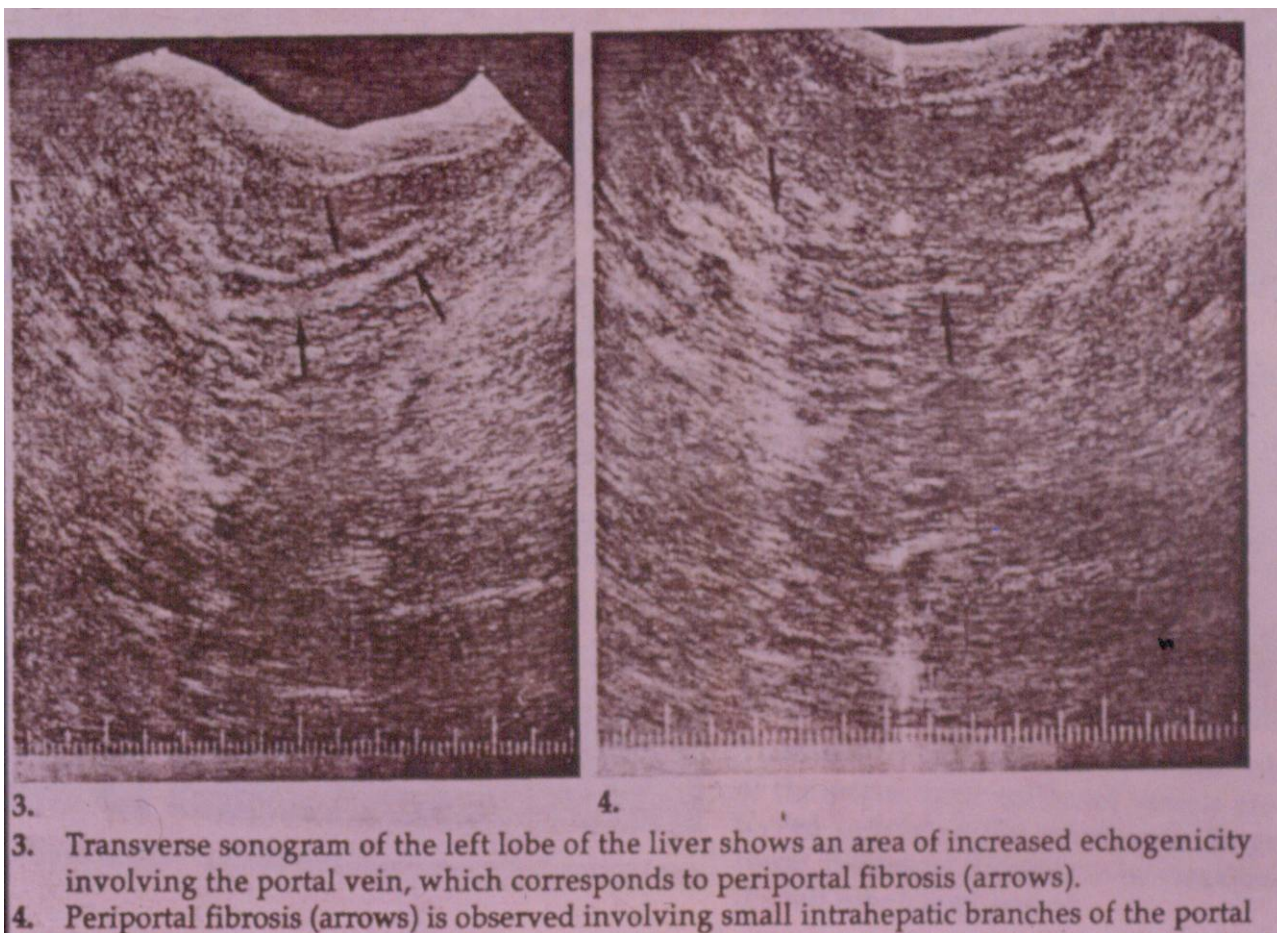 3.
4.
3. Transverse sonogram of the left lobe of the liver shows an area of increased echogenicity
involving the portal vein, which corresponds to periportal fibrosis (arrows).
4. Periportal fibrosis (arrows) is observed involving small intrahepatic branches of the portal